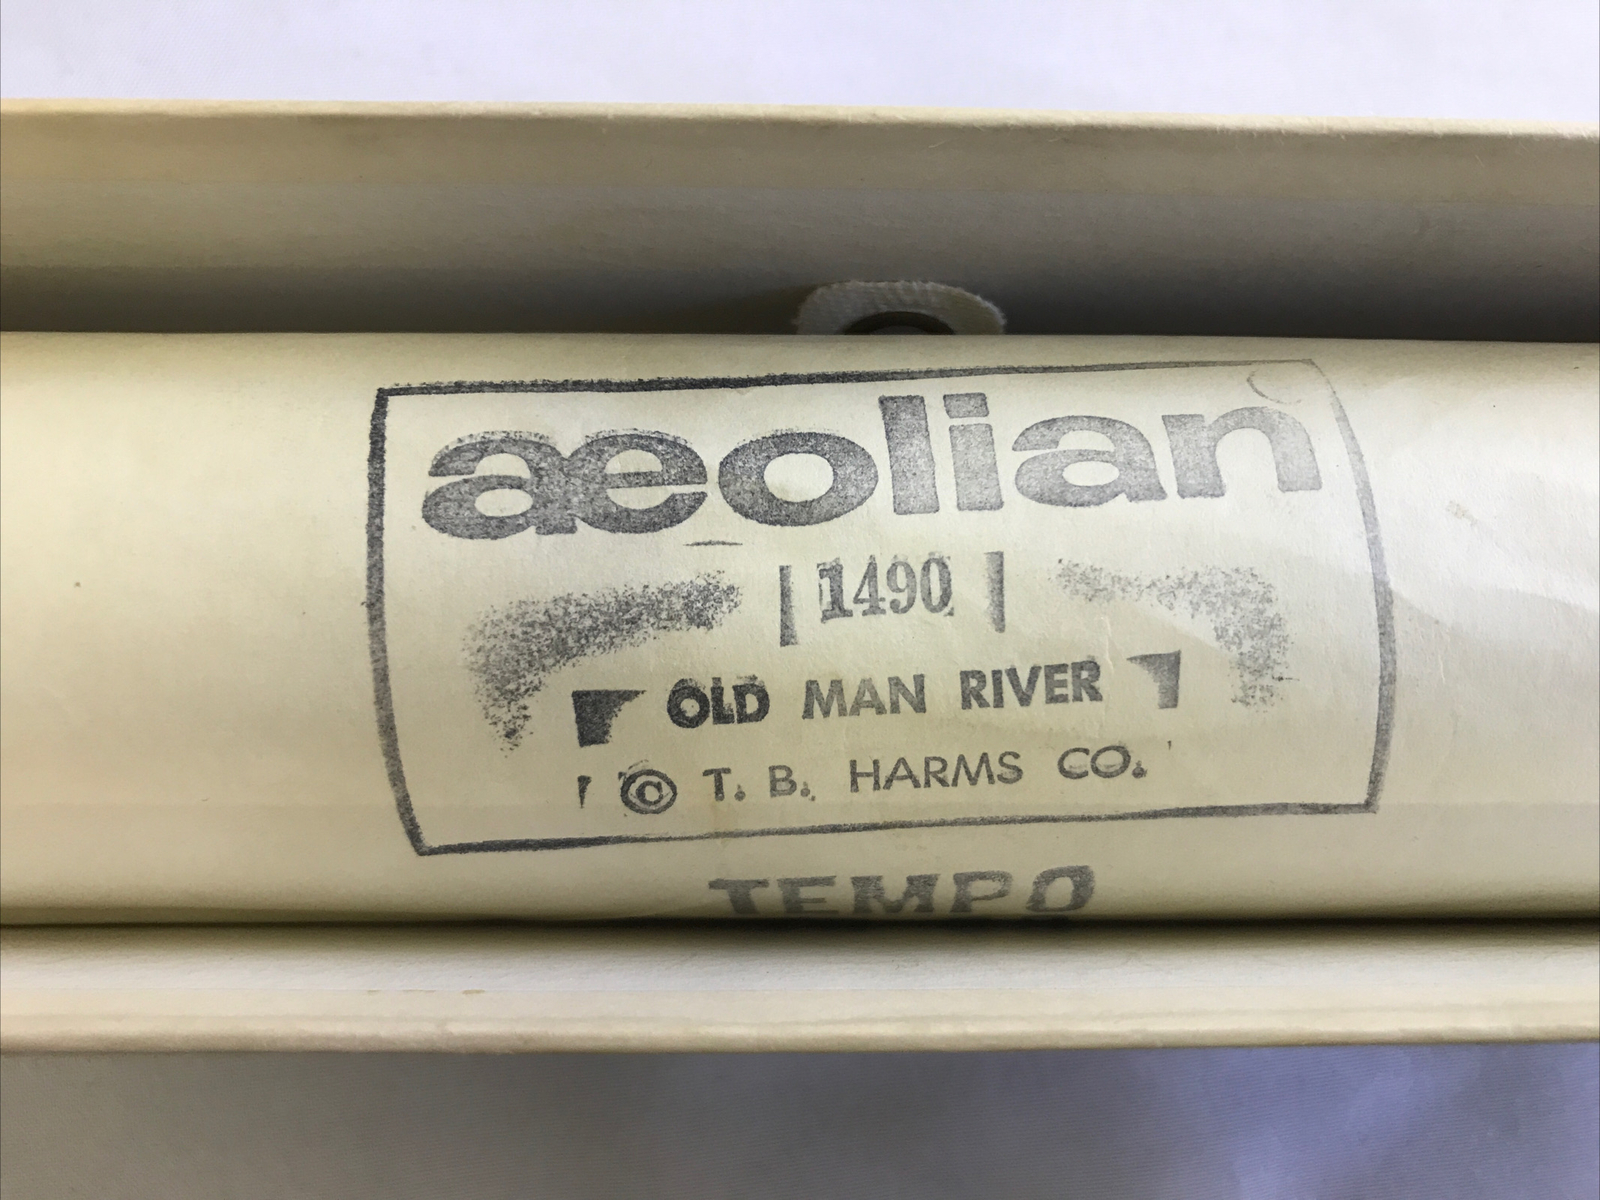 aeolian
1490
OLD MAN RIVER
© T. B. HARMS CO.
TEMPO